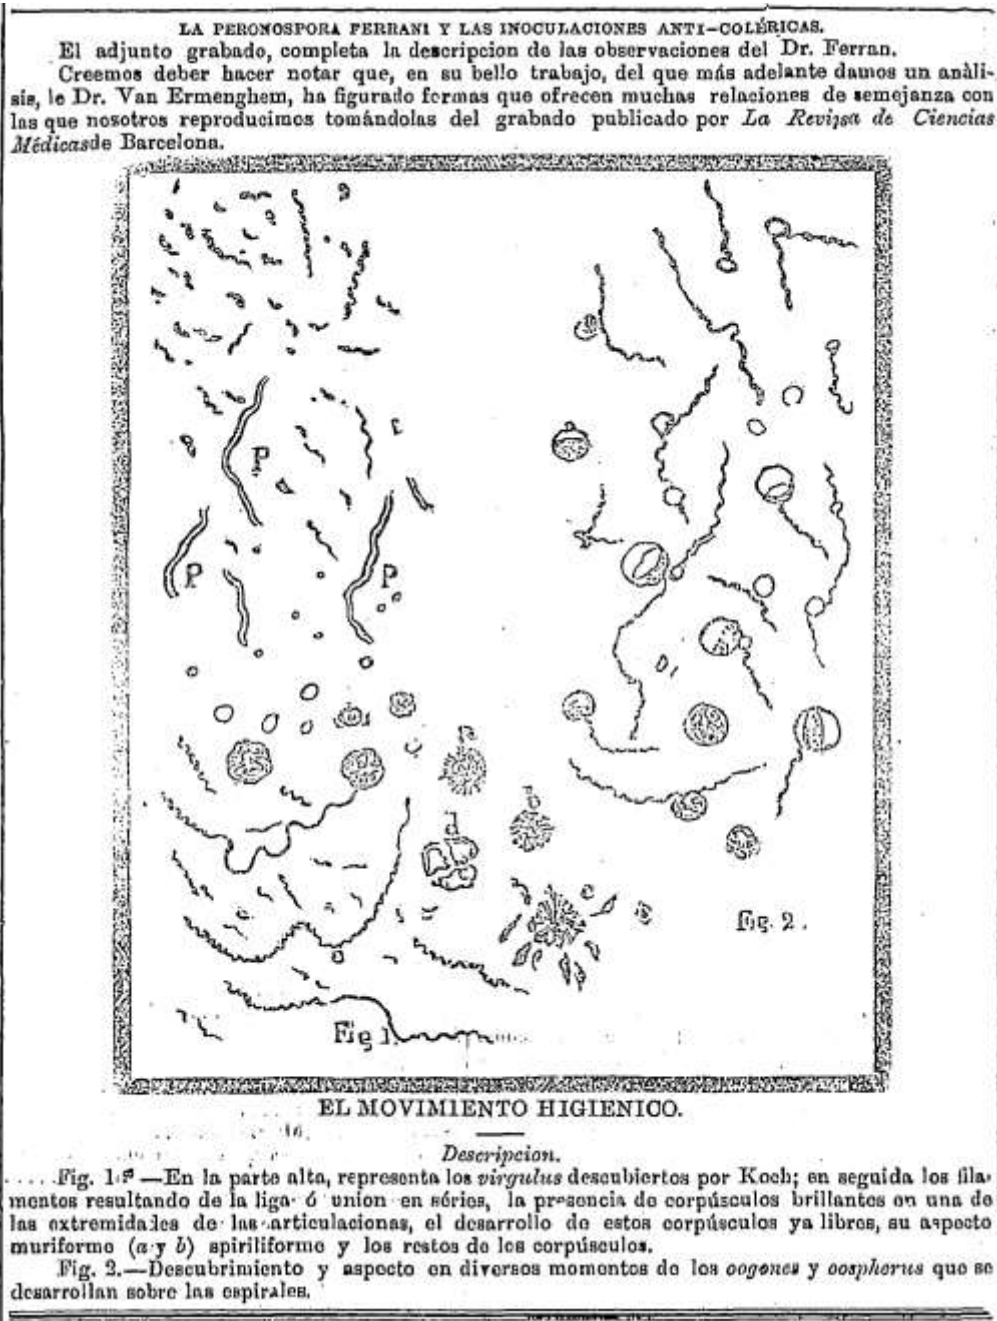 LA PERONOSPORA FERRANI Y LAS INOCULACIONES ANTI-COLÉRICAS.
El adjunto grabado, completa la descripcion de las observaciones del Dr. Ferran.
Creemos deber hacer notar que, en su bello trabajo, del que más adelante damos un análi-
sis, le Dr. Van Ermenghem, ha figurado formas que ofrecen muchas relaciones de semejanza con
las que nosotros reproducimos tomándolas del grabado publicado por La Revisa de Ciencias
Médicas de Barcelona.
P.
P
P
a
b
c
d
d
c
Fig. 2.
Fig 1.
EL MOVIMIENTO HIGIENICO.
Descripcion.
Fig. 1.ª—En la parte alta, representa los virgulus descubiertos por Koch; en seguida los fila-
mentos resultando de la liga ó union en séries, la presencia de corpúsculos brillantes en una de
las extremidades de las articulacionas, el desarrollo de estos corpúsculos ya libres, su aspecto
muriformo (a y b) spiriliformo y los restos de los corpúsculos.
Fig. 2.—Descubrimiento y aspecto en diversos momentos de los oogones y oosphorus que se
desarrollan sobre las espirales.